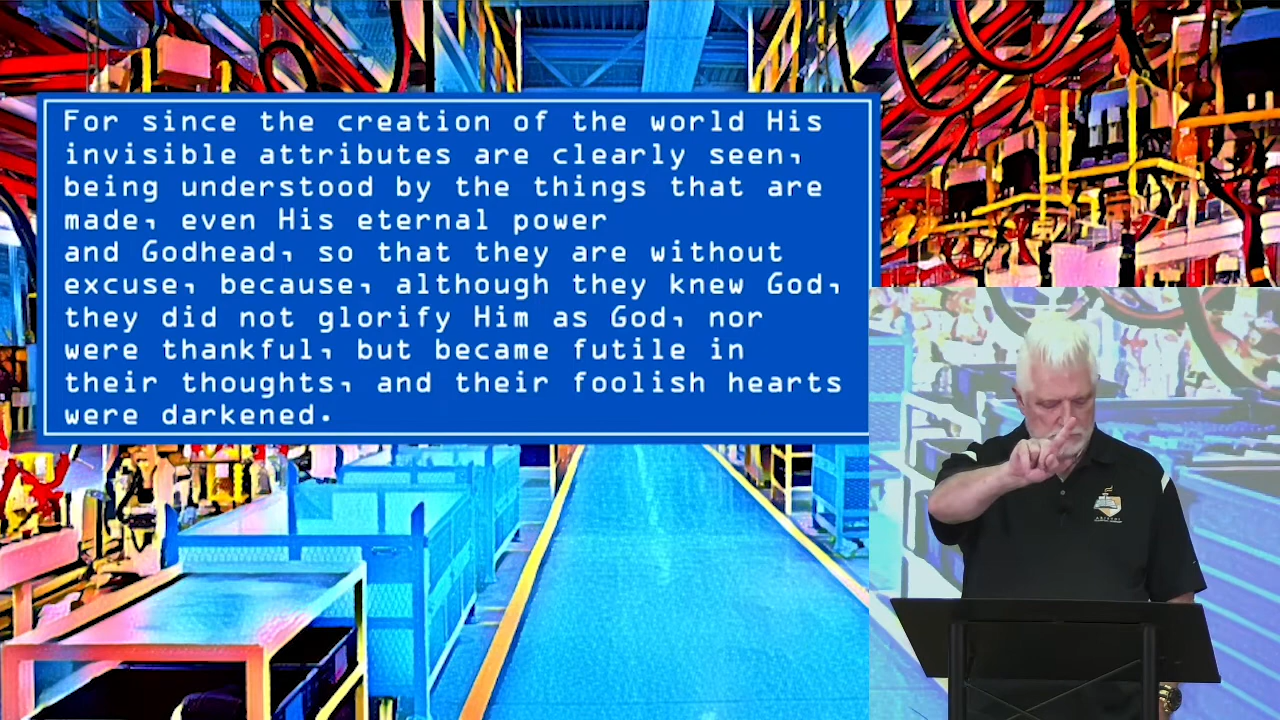 For since the creation of the world His
invisible attributes are clearly seen,
being understood by the things that are
made, even His eternal power
and Godhead, so that they are without
excuse, because, although they knew God,
they did not glorify Him as God, nor
were thankful, but became futile in
their thoughts, and their foolish hearts
were darkened.